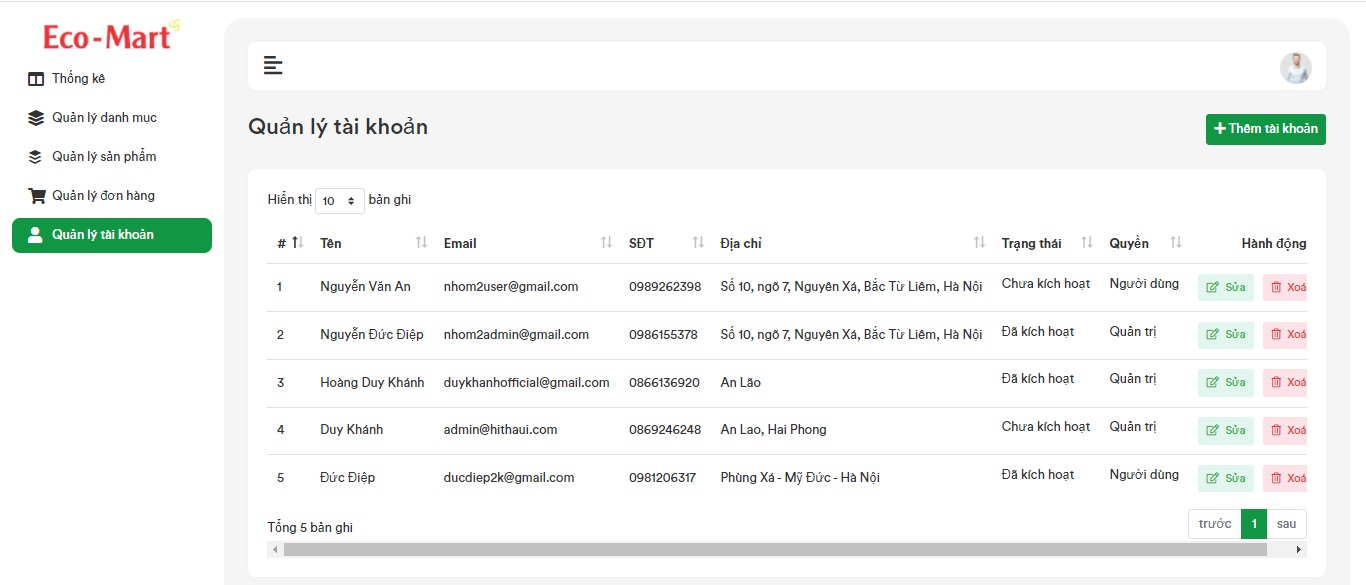 Eco-Mart
Thống kê
Quản lý danh mục
Quản lý sản phẩm
Quản lý đơn hàng
Quản lý tài khoản
Quản lý tài khoản
Thêm tài khoản
Hiển thị 10 bản ghi
# Tên Email SĐT Địa chỉ Trạng thái Quyền Hành động
1 Nguyễn Văn An nhom2user@gmail.com 0989262398 Số 10, ngõ 7, Nguyên Xá, Bắc Từ Liêm, Hà Nội Chưa kích hoạt Người dùng Sửa Xoá
2 Nguyễn Đức Điệp nhom2admin@gmail.com 0986155378 Số 10, ngõ 7, Nguyên Xá, Bắc Từ Liêm, Hà Nội Đã kích hoạt Quản trị Sửa Xoá
3 Hoàng Duy Khánh duykhanhofficial@gmail.com 0866136920 An Lão Đã kích hoạt Quản trị Sửa Xoá
4 Duy Khánh admin@hithaui.com 0869246248 An Lao, Hai Phong Chưa kích hoạt Quản trị Sửa Xoá
5 Đức Điệp ducdiep2k@gmail.com 0981206317 Phùng Xá - Mỹ Đức - Hà Nội Đã kích hoạt Người dùng Sửa Xoá
Tổng 5 bản ghi
trước 1 sau